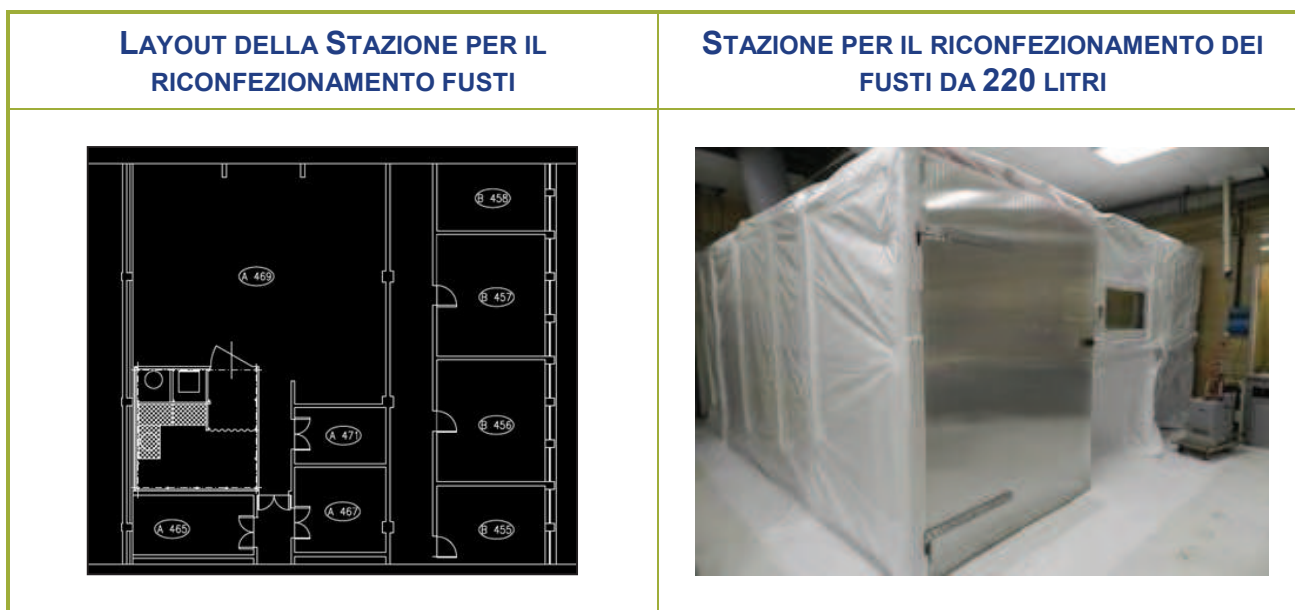 LAYOUT DELLA STAZIONE PER IL
RICONFEZIONAMENTO FUSTI
STAZIONE PER IL RICONFEZIONAMENTO DEI
FUSTI DA 220 LITRI
B 458
A 469
B 457
A 471
B 456
A 467
A 465
B 455